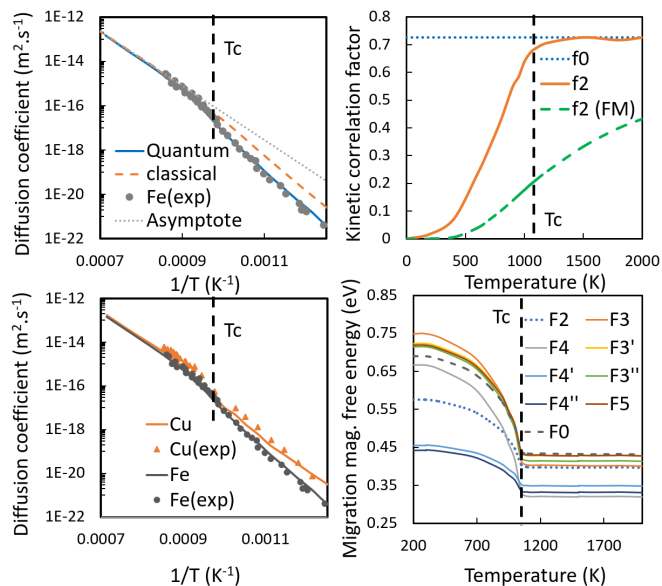 Diffusion coefficient (m².s⁻¹)
1E-12
1E-14
1E-16
1E-18
1E-20
1E-22
Tc
Quantum
classical
Fe(exp)
Asymptote
0.0007
0.0009
0.0011
1/T (K⁻¹)
Kinetic correlation factor
0.8
0.7
0.6
0.5
0.4
0.3
0.2
0.1
0
f0
f2
f2 (FM)
Tc
0
500
1000
1500
2000
Temperature (K)
Diffusion coefficient (m².s⁻¹)
1E-12
1E-14
1E-16
1E-18
1E-20
1E-22
Tc
Cu
Cu(exp)
Fe
Fe(exp)
0.0007
0.0009
0.0011
1/T (K⁻¹)
Migration mag. free energy (eV)
0.85
0.75
0.65
0.55
0.45
0.35
0.25
Tc
F2
F3
F4
F3'
F4'
F3''
F4''
F5
F0
200
700
1200
1700
Temperature (K)